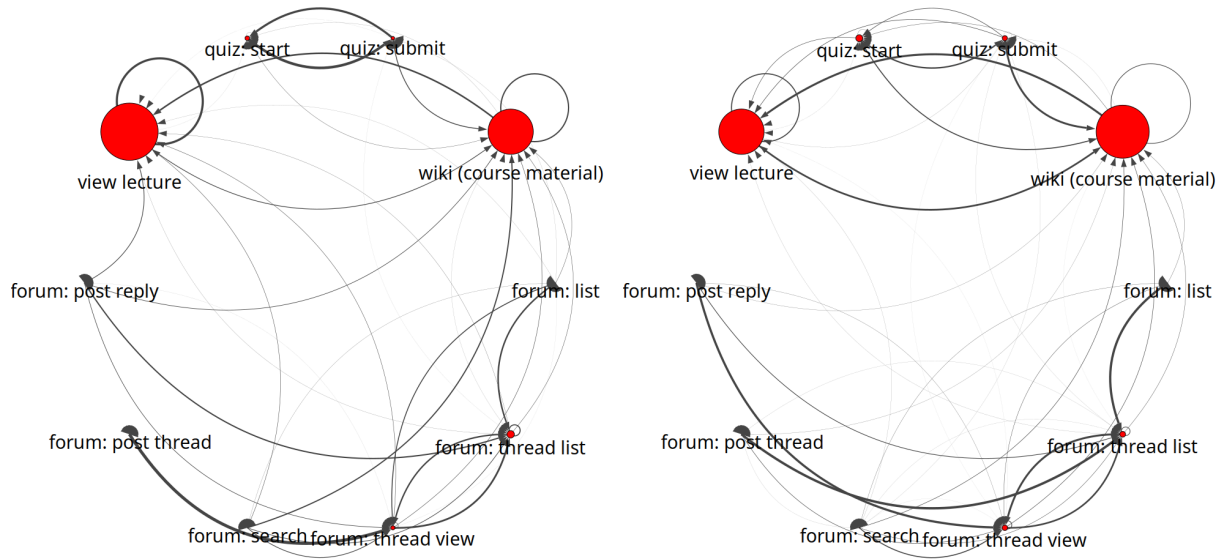 quiz: start
quiz: submit
view lecture
wiki (course material)
forum: post reply
forum: list
forum: post thread
forum: thread list
forum: search
forum: thread view
quiz: start
quiz: submit
view lecture
wiki (course material)
forum: post reply
forum: list
forum: post thread
forum: thread list
forum: search
forum: thread view